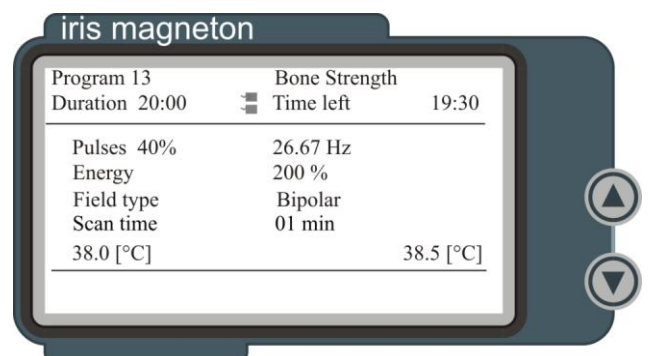 iris magneton
Program 13 Bone Strength
Duration 20:00 Time left 19:30
Pulses 40% 26.67 Hz
Energy 200 %
Field type Bipolar
Scan time 01 min
38.0 [°C] 38.5 [°C]